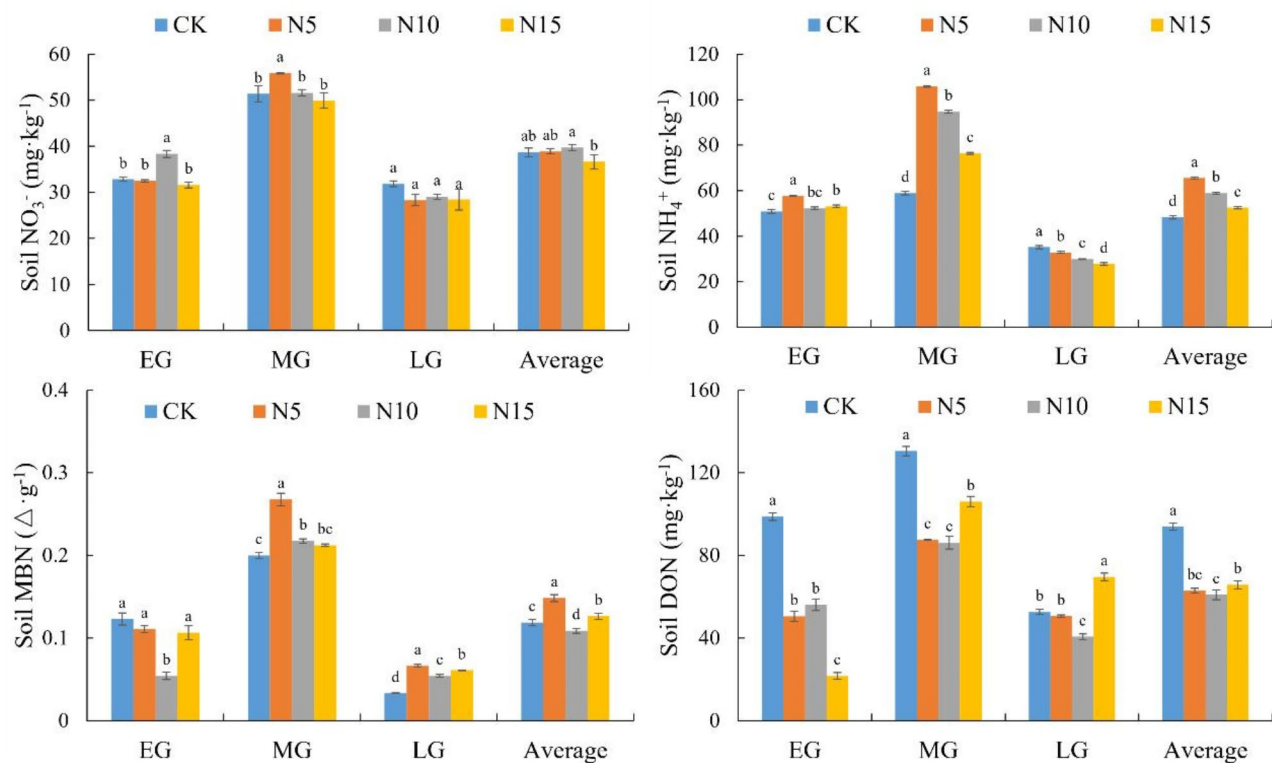 CK N5 N10 N15
Soil NO₃⁻ (mg·kg⁻¹)
60
50
40
30
20
10
0
b b a b
b a b b
a a a a
ab ab a b
EG MG LG Average
CK N5 N10 N15
Soil NH₄⁺ (mg·kg⁻¹)
120
100
80
60
40
20
0
c a bc b
d a b c
a b c d
d a b c
EG MG LG Average
CK N5 N10 N15
Soil MBN (△·g⁻¹)
0.4
0.3
0.2
0.1
0
a a b a
c a b bc
d a c b
c a d b
EG MG LG Average
CK N5 N10 N15
Soil DON (mg·kg⁻¹)
160
120
80
40
0
a b b c
a c c b
b b c a
a bc c b
EG MG LG Average